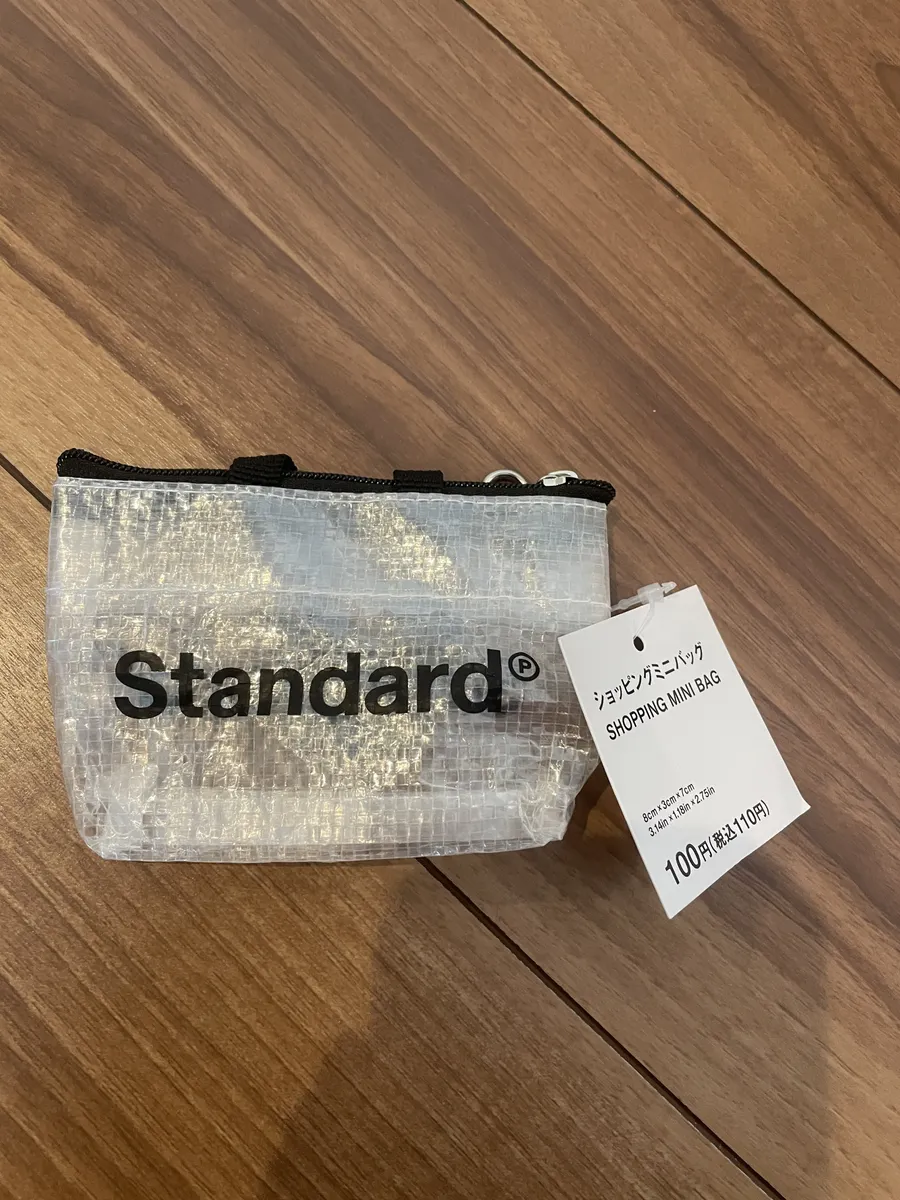 Standard℗
ショッピングミニバッグ
SHOPPING MINI BAG
8cm×3cm×7cm
3.14in×1.18in×2.75in
100円(税込110円)